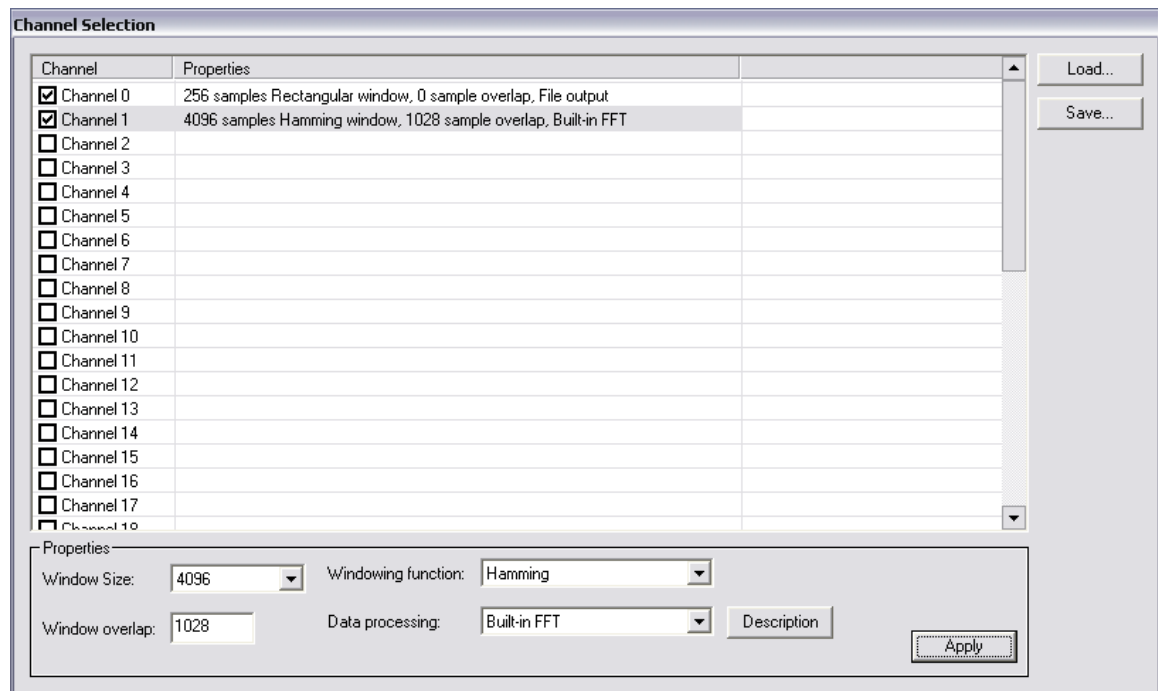 Channel Selection
Channel Properties
Load...
Channel 0 256 samples Rectangular window, 0 sample overlap, File output
Channel 1 4096 samples Hamming window, 1028 sample overlap, Built-in FFT
Save...
Channel 2
Channel 3
Channel 4
Channel 5
Channel 6
Channel 7
Channel 8
Channel 9
Channel 10
Channel 11
Channel 12
Channel 13
Channel 14
Channel 15
Channel 16
Channel 17
Channel 18
Properties
Window Size: 4096 Windowing function: Hamming
Window overlap: 1028 Data processing: Built-in FFT Description
Apply